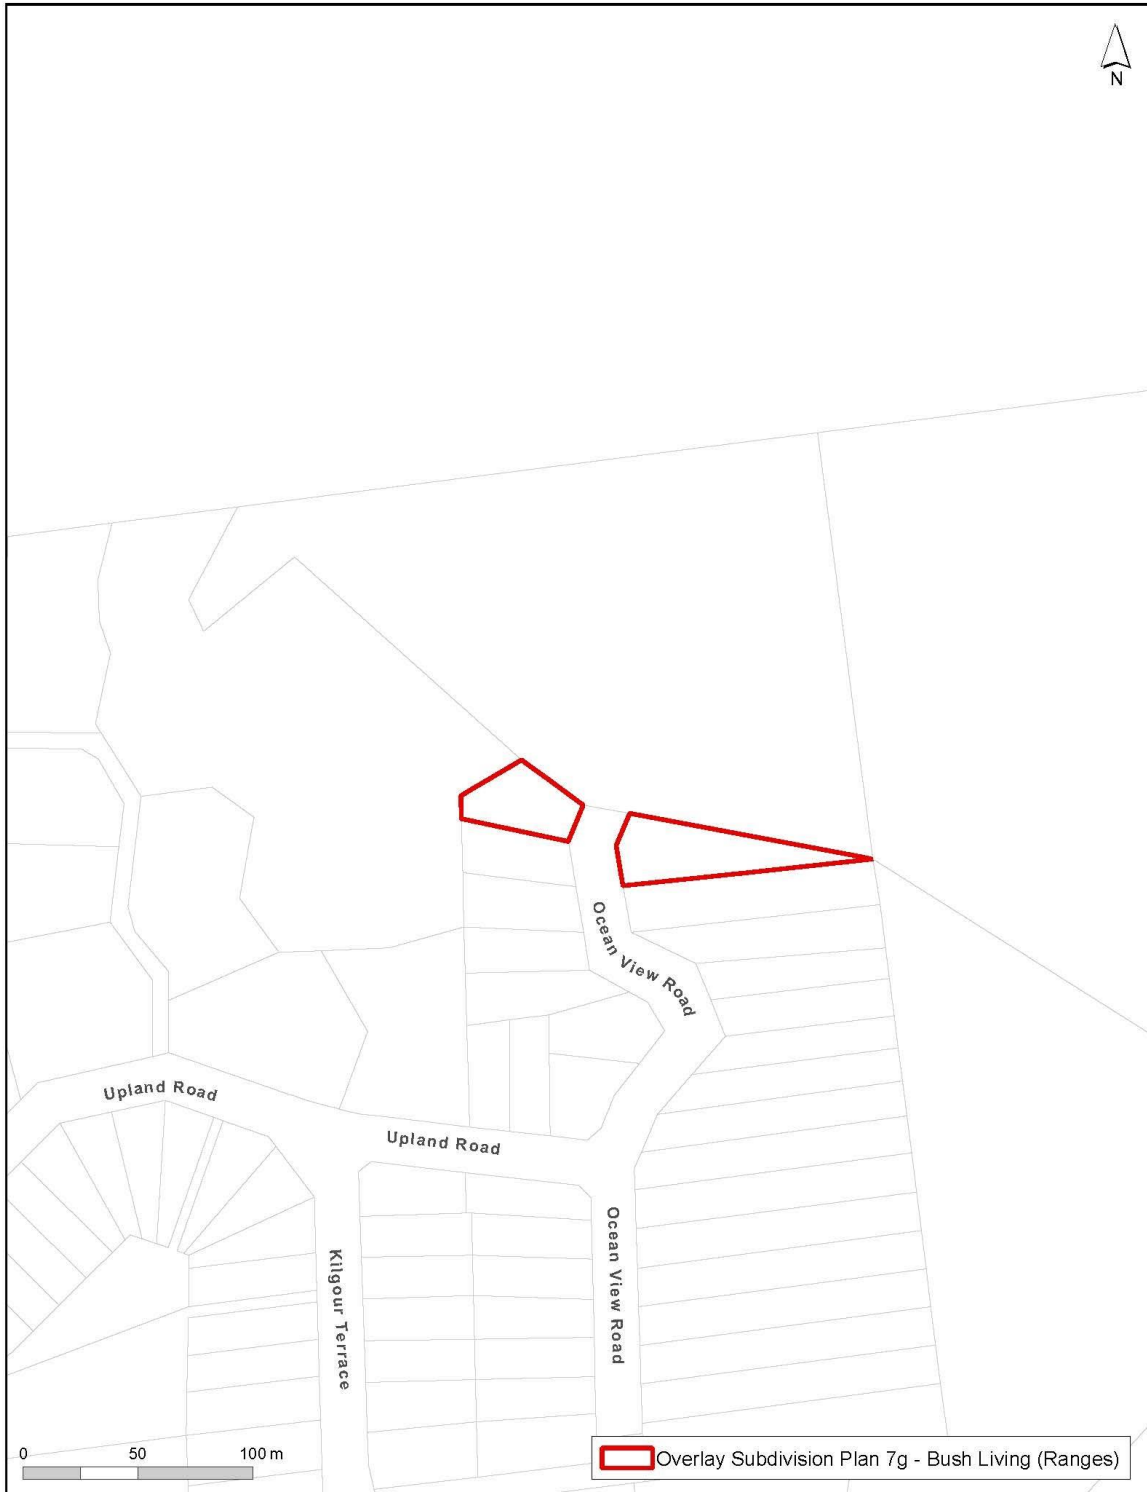 N
Ocean View Road
Upland Road
Upland Road
Ocean View Road
Kilgour Terrace
0 50 100 m
Overlay Subdivision Plan 7g - Bush Living (Ranges)